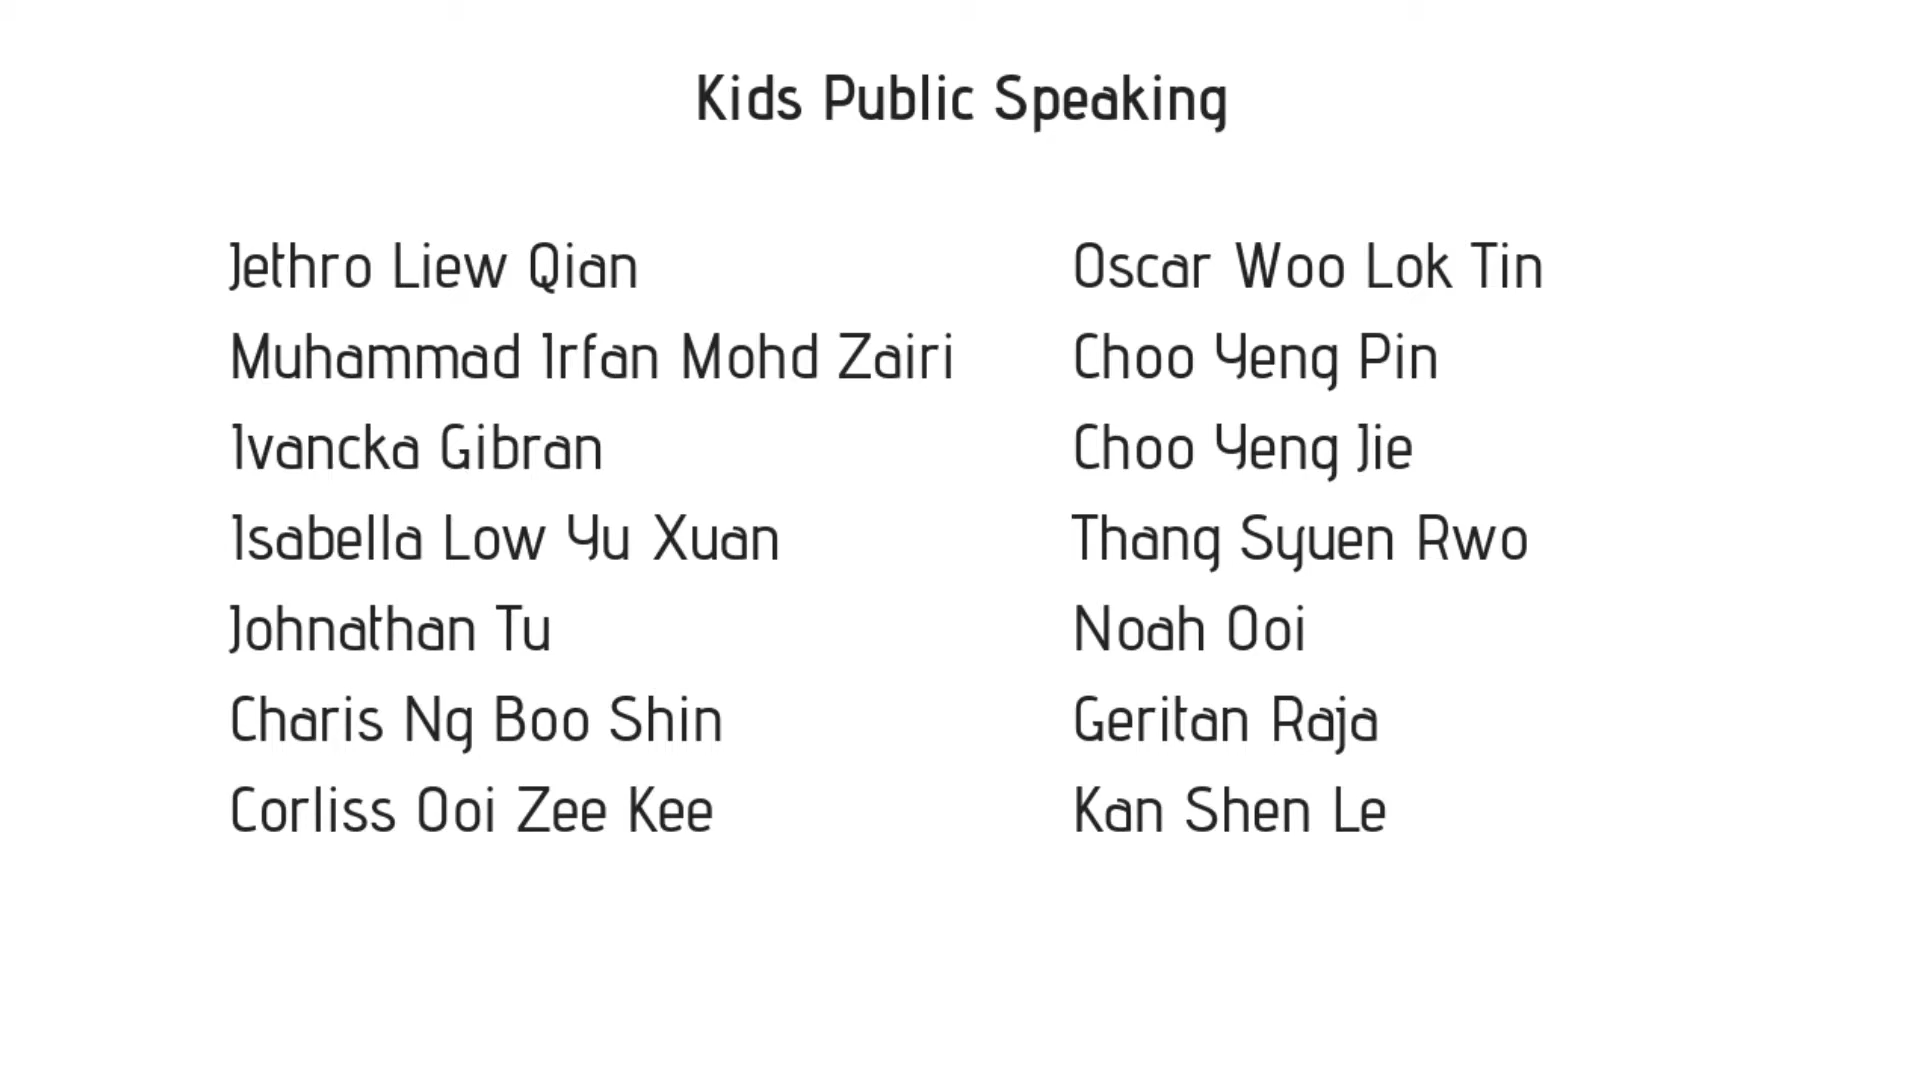 Kids Public Speaking
Jethro Liew Qian
Muhammad Irfan Mohd Zairi
Ivancka Gibran
Isabella Low Yu Xuan
Johnathan Tu
Charis Ng Boo Shin
Corliss Ooi Zee Kee
Oscar Woo Lok Tin
Choo Yeng Pin
Choo Yeng Jie
Thang Syuen Rwo
Noah Ooi
Geritan Raja
Kan Shen Le